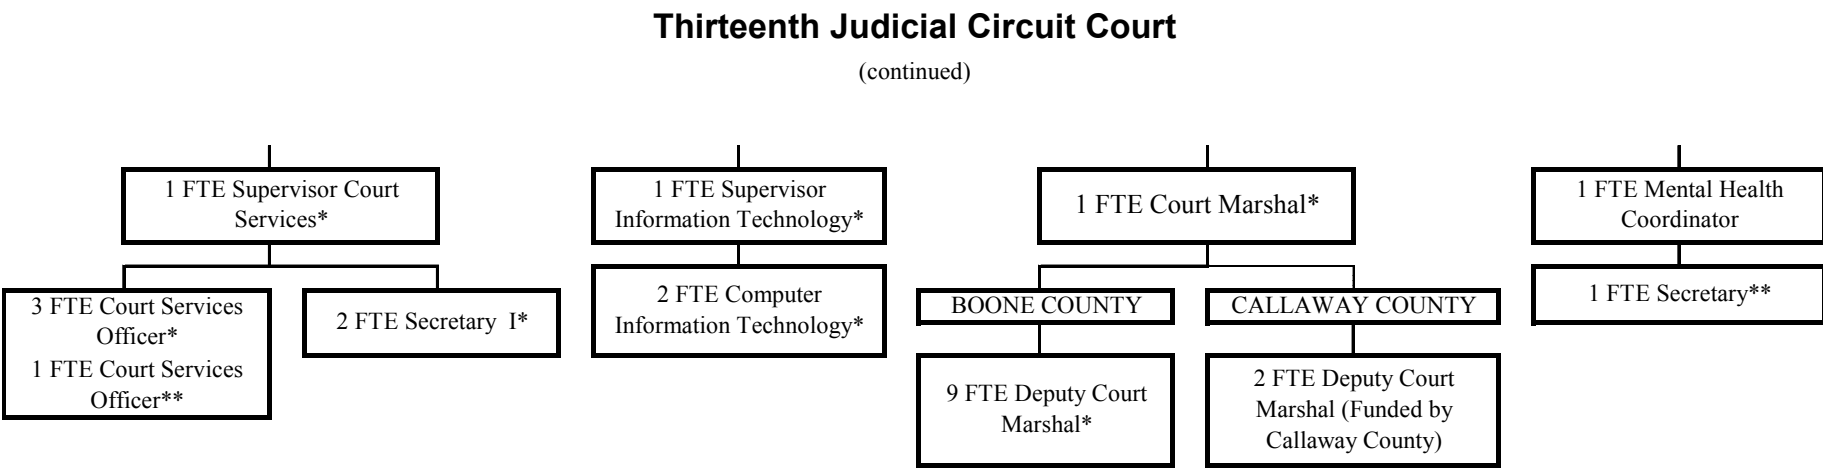 Thirteenth Judicial Circuit Court
(continued)
1 FTE Supervisor Court
Services*
1 FTE Supervisor
Information Technology*
1 FTE Court Marshal*
1 FTE Mental Health
Coordinator
3 FTE Court Services
Officer*
1 FTE Court Services
Officer**
2 FTE Secretary I*
2 FTE Computer
Information Technology*
BOONE COUNTY
CALLAWAY COUNTY
1 FTE Secretary**
9 FTE Deputy Court
Marshal*
2 FTE Deputy Court
Marshal (Funded by
Callaway County)